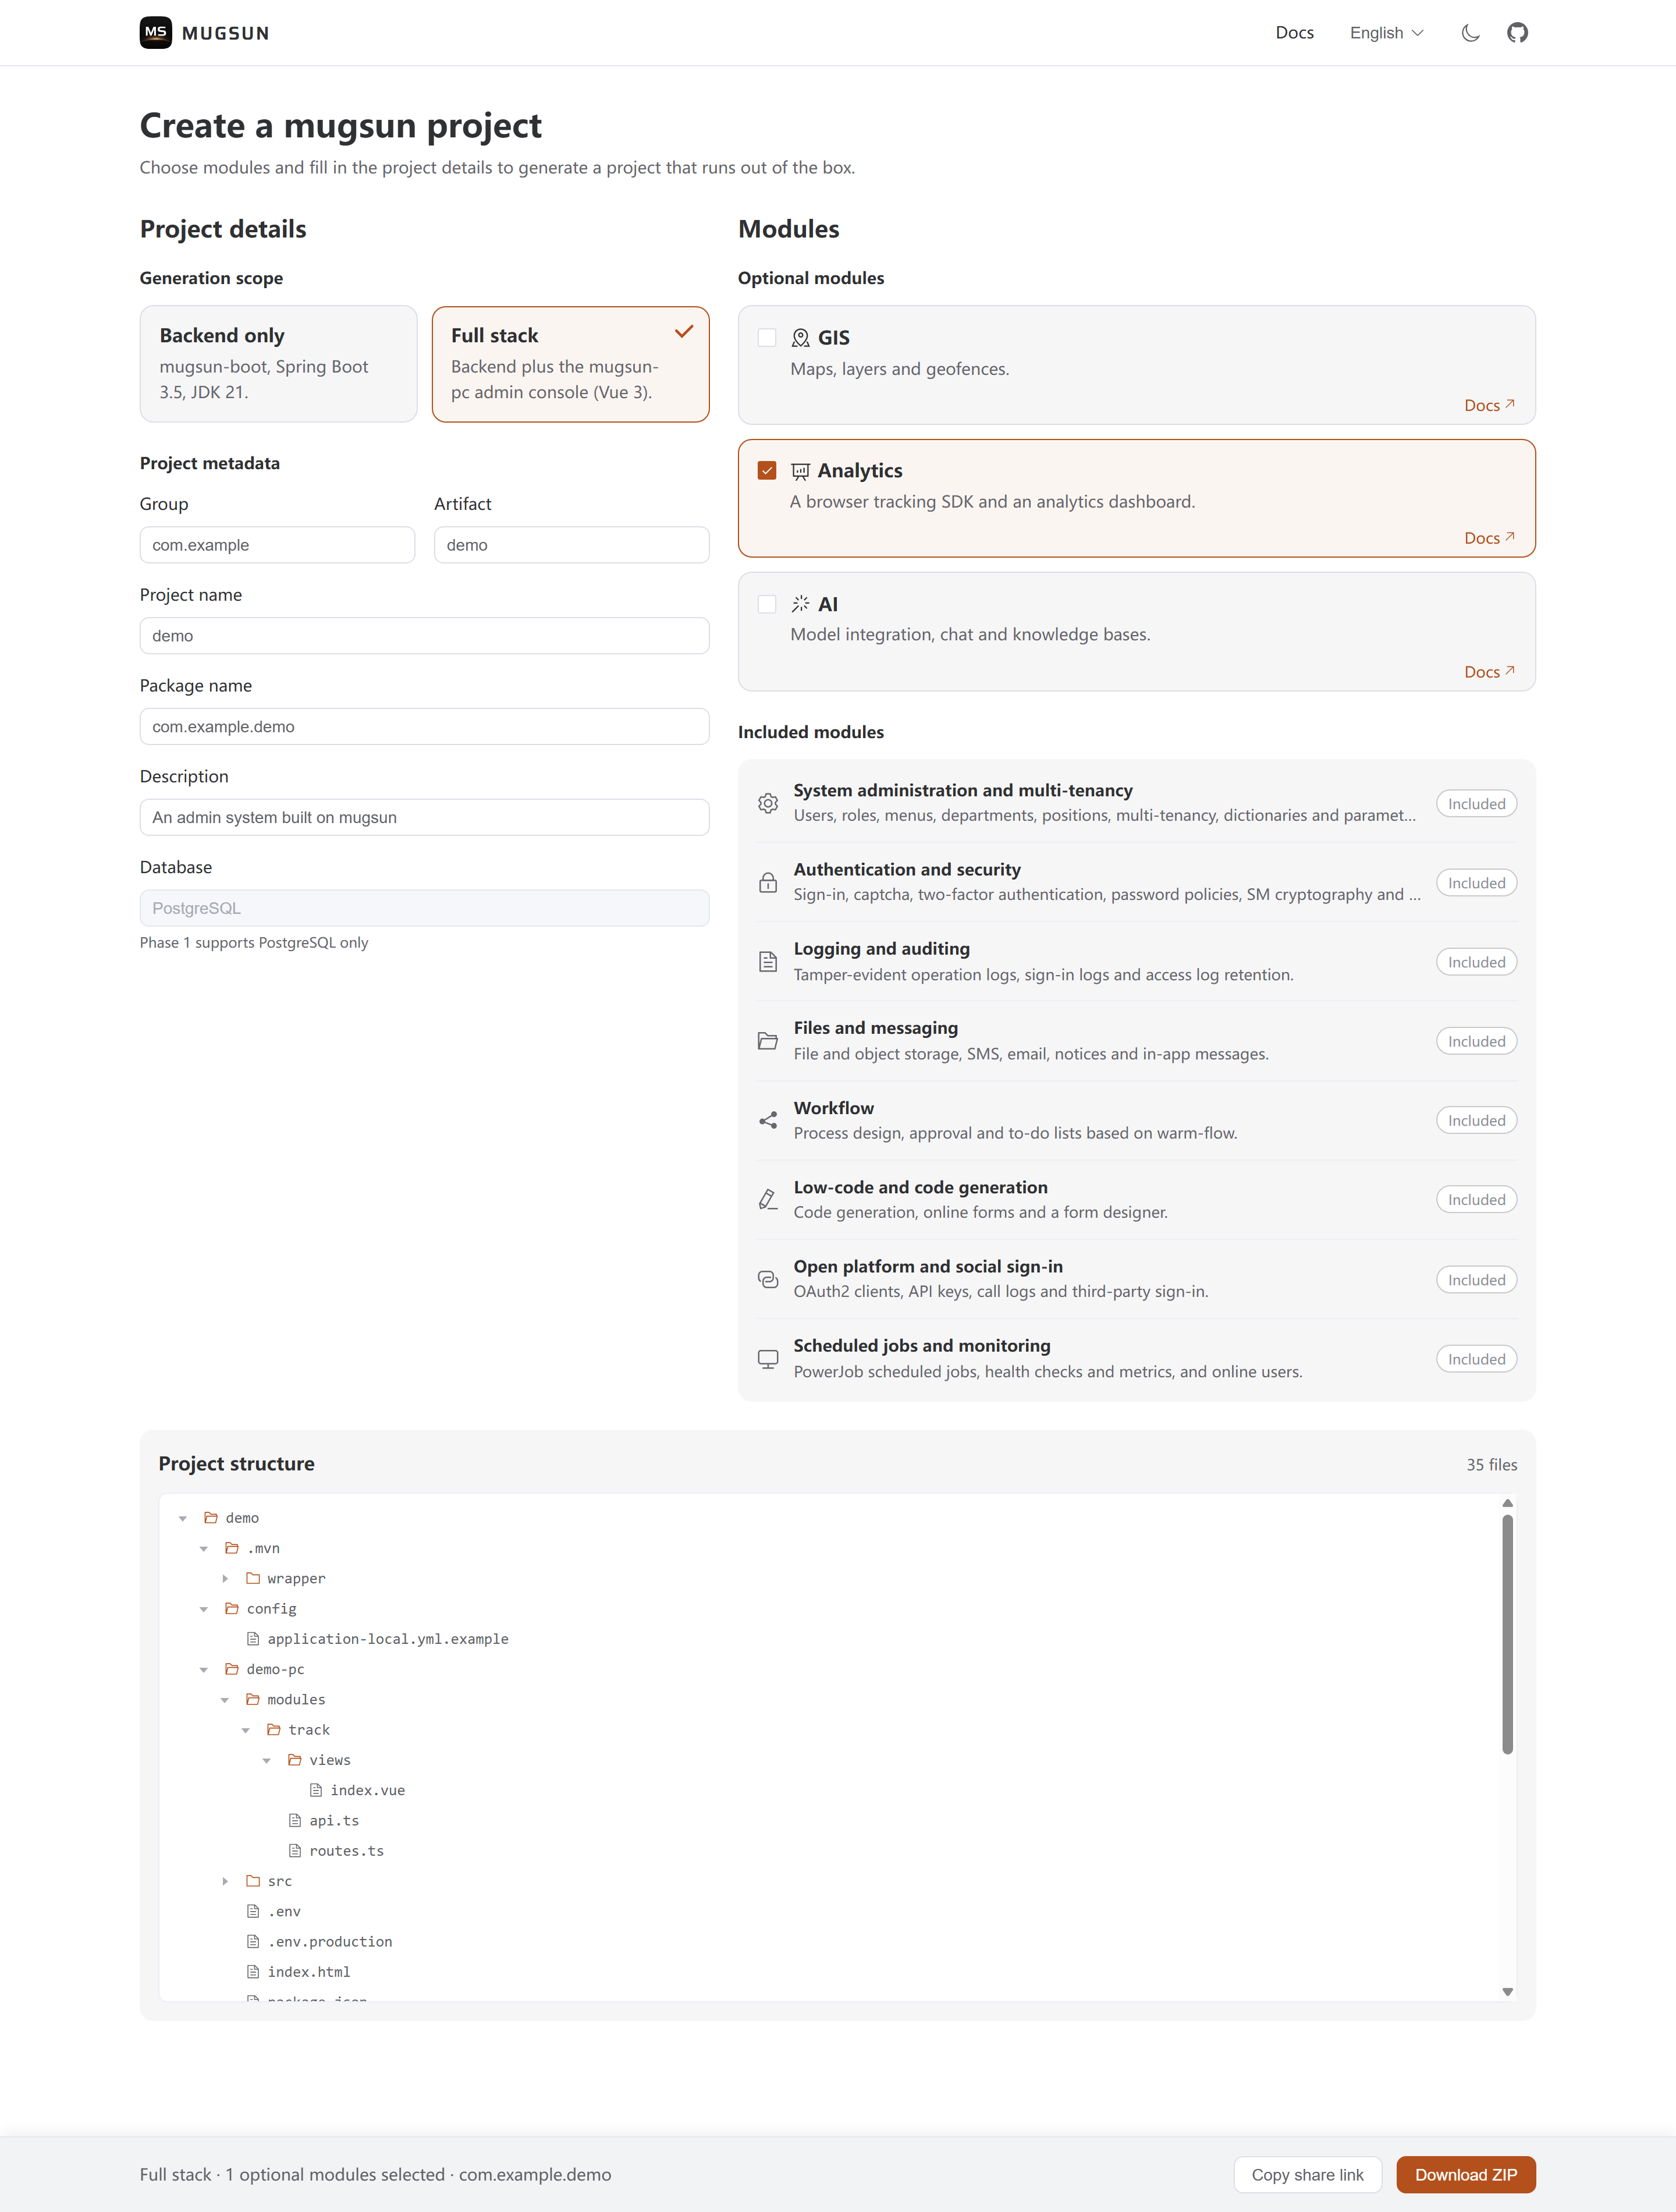 MS MUGSUN
Docs
English
Create a mugsun project
Choose modules and fill in the project details to generate a project that runs out of the box.
Project details
Generation scope
Backend only
mugsun-boot, Spring Boot
3.5, JDK 21.
Full stack
Backend plus the mugsun-
pc admin console (Vue 3).
Project metadata
Group
Artifact
com.example
demo
Project name
demo
Package name
com.example.demo
Description
An admin system built on mugsun
Database
PostgreSQL
Phase 1 supports PostgreSQL only
Modules
Optional modules
GIS
Maps, layers and geofences.
Docs
Analytics
A browser tracking SDK and an analytics dashboard.
Docs
AI
Model integration, chat and knowledge bases.
Docs
Included modules
System administration and multi-tenancy
Users, roles, menus, departments, positions, multi-tenancy, dictionaries and paramet...
Included
Authentication and security
Sign-in, captcha, two-factor authentication, password policies, SM cryptography and ...
Included
Logging and auditing
Tamper-evident operation logs, sign-in logs and access log retention.
Included
Files and messaging
File and object storage, SMS, email, notices and in-app messages.
Included
Workflow
Process design, approval and to-do lists based on warm-flow.
Included
Low-code and code generation
Code generation, online forms and a form designer.
Included
Open platform and social sign-in
OAuth2 clients, API keys, call logs and third-party sign-in.
Included
Scheduled jobs and monitoring
PowerJob scheduled jobs, health checks and metrics, and online users.
Included
Project structure
35 files
demo
.mvn
wrapper
config
application-local.yml.example
demo-pc
modules
track
views
index.vue
api.ts
routes.ts
src
.env
.env.production
index.html
package.json
Full stack · 1 optional modules selected · com.example.demo
Copy share link
Download ZIP